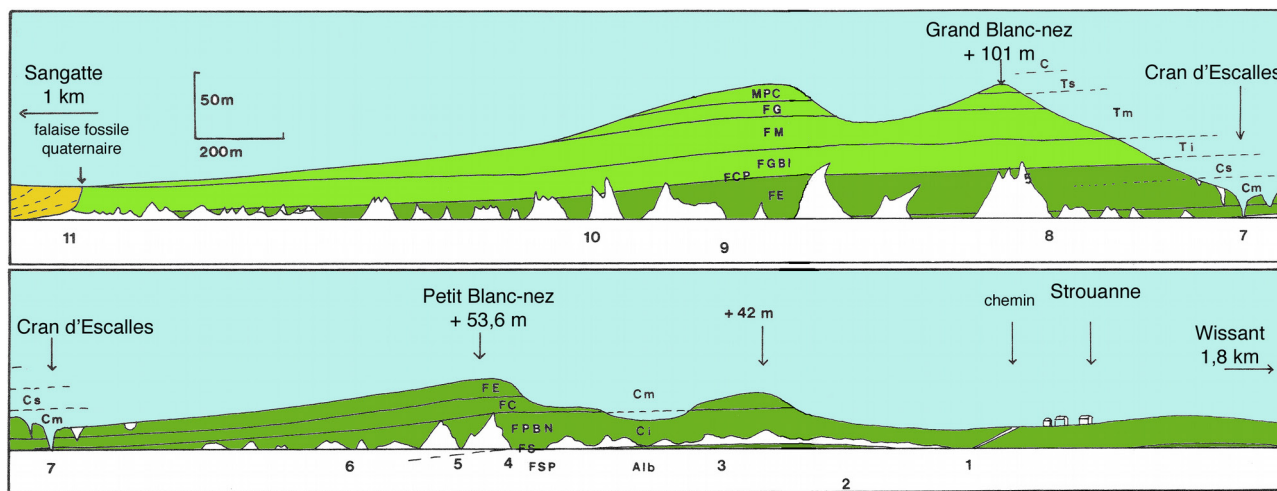 Grand Blanc-nez
+ 101 m
C
Ts
Sangatte
1 km
Cran d'Escalles
50m
falaise fossile
quaternaire
200m
MPC
FG
FM
Tm
Ti
FGBI
FCP
FE
5
Cs
Cm
11
10
9
8
7
Petit Blanc-nez
+ 53,6 m
+42 m
chemin
Strouanne
Cran d'Escalles
Wissant
1,8 km
Cs
Cm
FE
FC
Cm
FPBN
Ci
FS
7
6
5
4
FSP
Alb
3
2
1